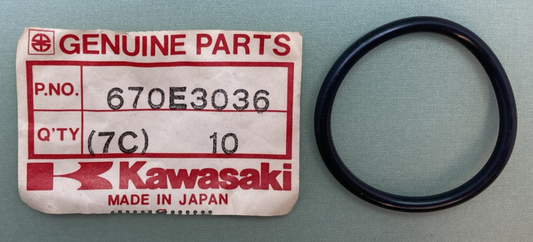 GENUINE PARTS
P.NO. 670E3036
Q'TY (7C) 10
Kawasaki
MADE IN JAPAN